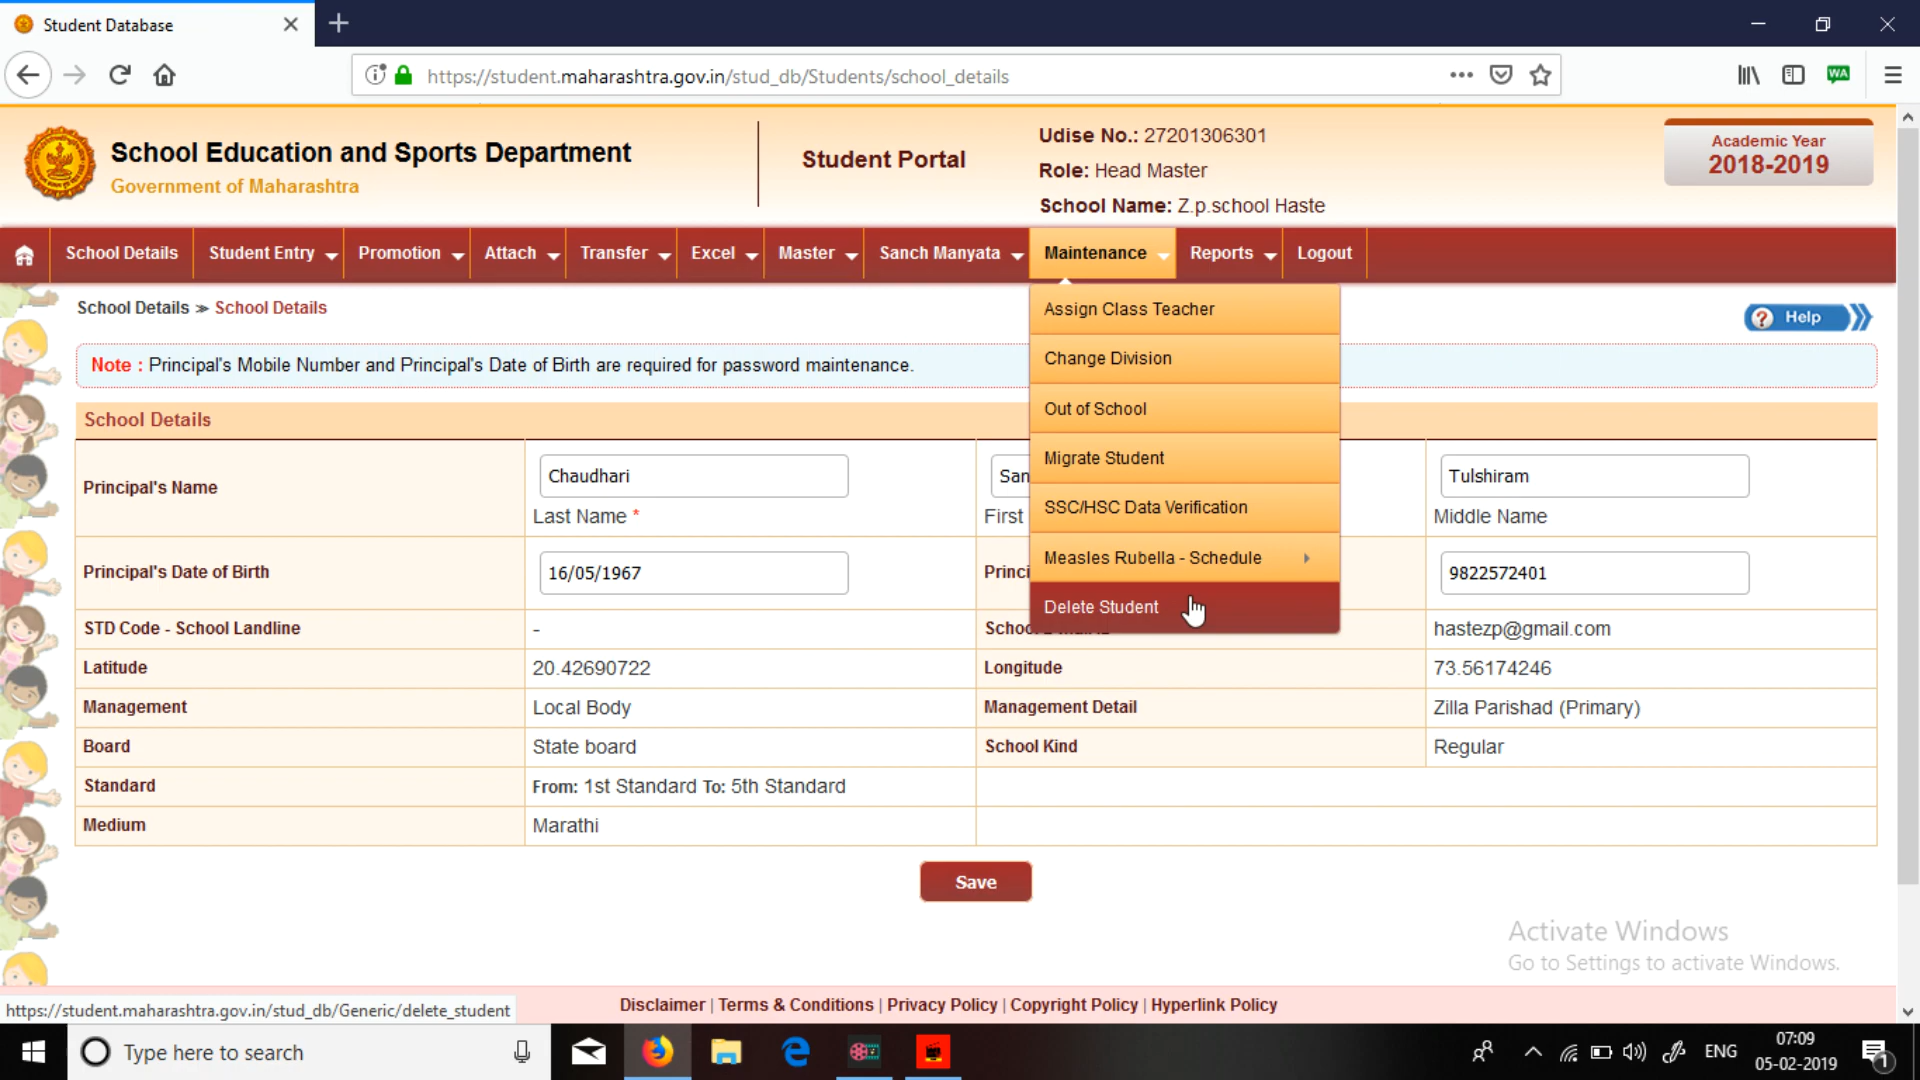 Student Database
https://student.maharashtra.gov.in/stud_db/Students/school_details
WA
School Education and Sports Department
Government of Maharashtra
Student Portal
Udise No.: 27201306301
Role: Head Master
School Name: Z.p.school Haste
Academic Year
2018-2019
School Details Student Entry Promotion Attach Transfer Excel Master Sanch Manyata Maintenance Reports Logout
School Details School Details
Help
Note : Principal's Mobile Number and Principal's Date of Birth are required for password maintenance.
Assign Class Teacher
Change Division
Out of School
Migrate Student
SSC/HSC Data Verification
Measles Rubella - Schedule
Delete Student
School Details
Principal's Name Chaudhari San Tulshiram
Last Name * First Middle Name
Principal's Date of Birth 16/05/1967 Princi 9822572401
STD Code - School Landline - hastezp@gmail.com
Latitude 20.42690722 Longitude 73.56174246
Management Local Body Management Detail Zilla Parishad (Primary)
Board State board School Kind Regular
Standard From: 1st Standard To: 5th Standard
Medium Marathi
Save
Activate Windows
Go to Settings to activate Windows.
https://student.maharashtra.gov.in/stud_db/Generic/delete_student
Disclaimer | Terms & Conditions | Privacy Policy | Copyright Policy | Hyperlink Policy
Type here to search
ENG
07:09
05-02-2019
1